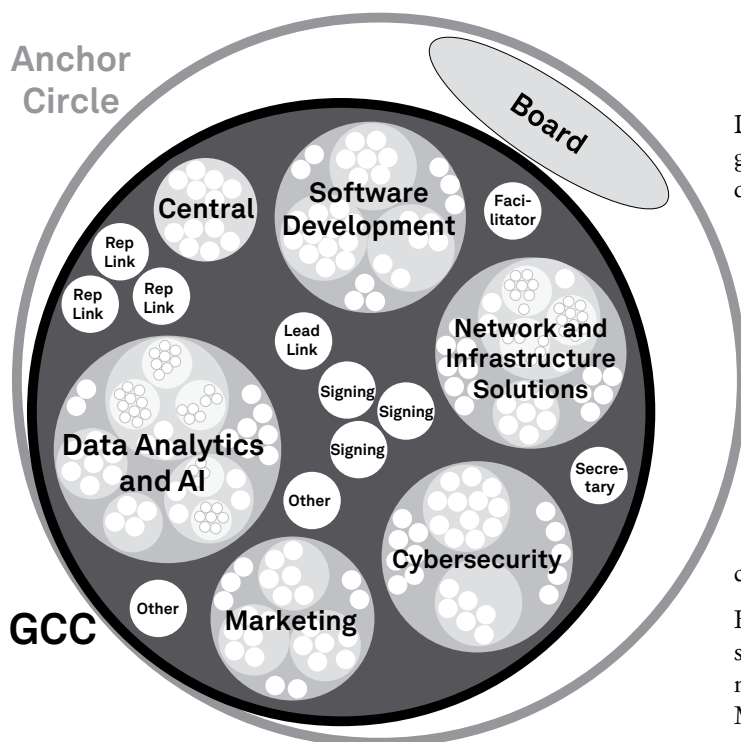 Anchor
Circle
Board
Central
Software
Development
Faci-
litator
Rep
Link
Rep
Link
Rep
Link
Lead
Link
Network and
Infrastructure
Solutions
Signing
Signing
Signing
Data Analytics
and AI
Secre-
tary
Other
Cybersecurity
Other
Marketing
GCC